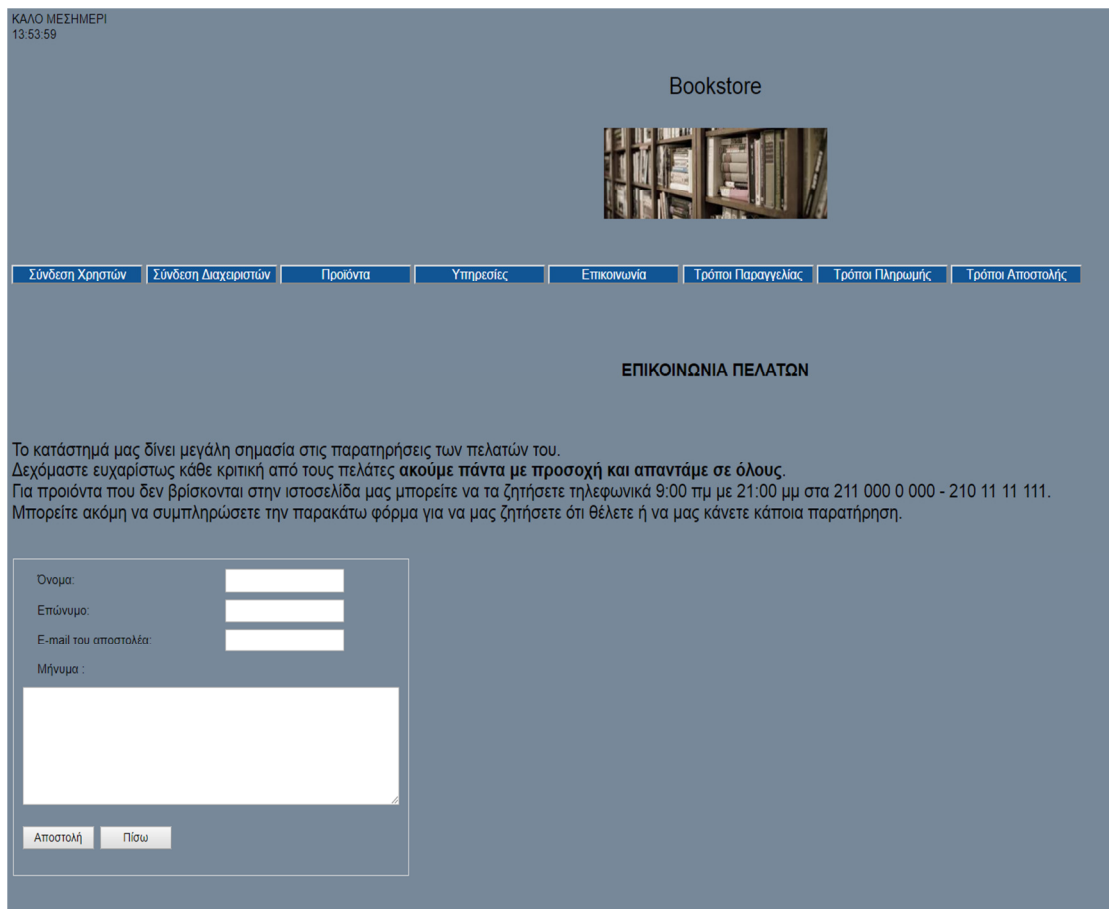 ΚΑΛΟ ΜΕΣΗΜΕΡΙ
13:53:59
Bookstore
Σύνδεση Χρηστών Σύνδεση Διαχειριστών Προϊόντα Υπηρεσίες Επικοινωνία Τρόποι Παραγγελίας Τρόποι Πληρωμής Τρόποι Αποστολής
ΕΠΙΚΟΙΝΩΝΙΑ ΠΕΛΑΤΩΝ
Το κατάστημά μας δίνει μεγάλη σημασία στις παρατηρήσεις των πελατών του.
Δεχόμαστε ευχαρίστως κάθε κριτική από τους πελάτες ακούμε πάντα με προσοχή και απαντάμε σε όλους.
Για προιόντα που δεν βρίσκονται στην ιστοσελίδα μας μπορείτε να τα ζητήσετε τηλεφωνικά 9:00 πμ με 21:00 μμ στα 211 000 0 000 - 210 11 11 111.
Μπορείτε ακόμη να συμπληρώσετε την παρακάτω φόρμα για να μας ζητήσετε ότι θέλετε ή να μας κάνετε κάποια παρατήρηση.
Όνομα:
Επώνυμο:
E-mail του αποστολέα:
Μήνυμα :
Αποστολή Πίσω